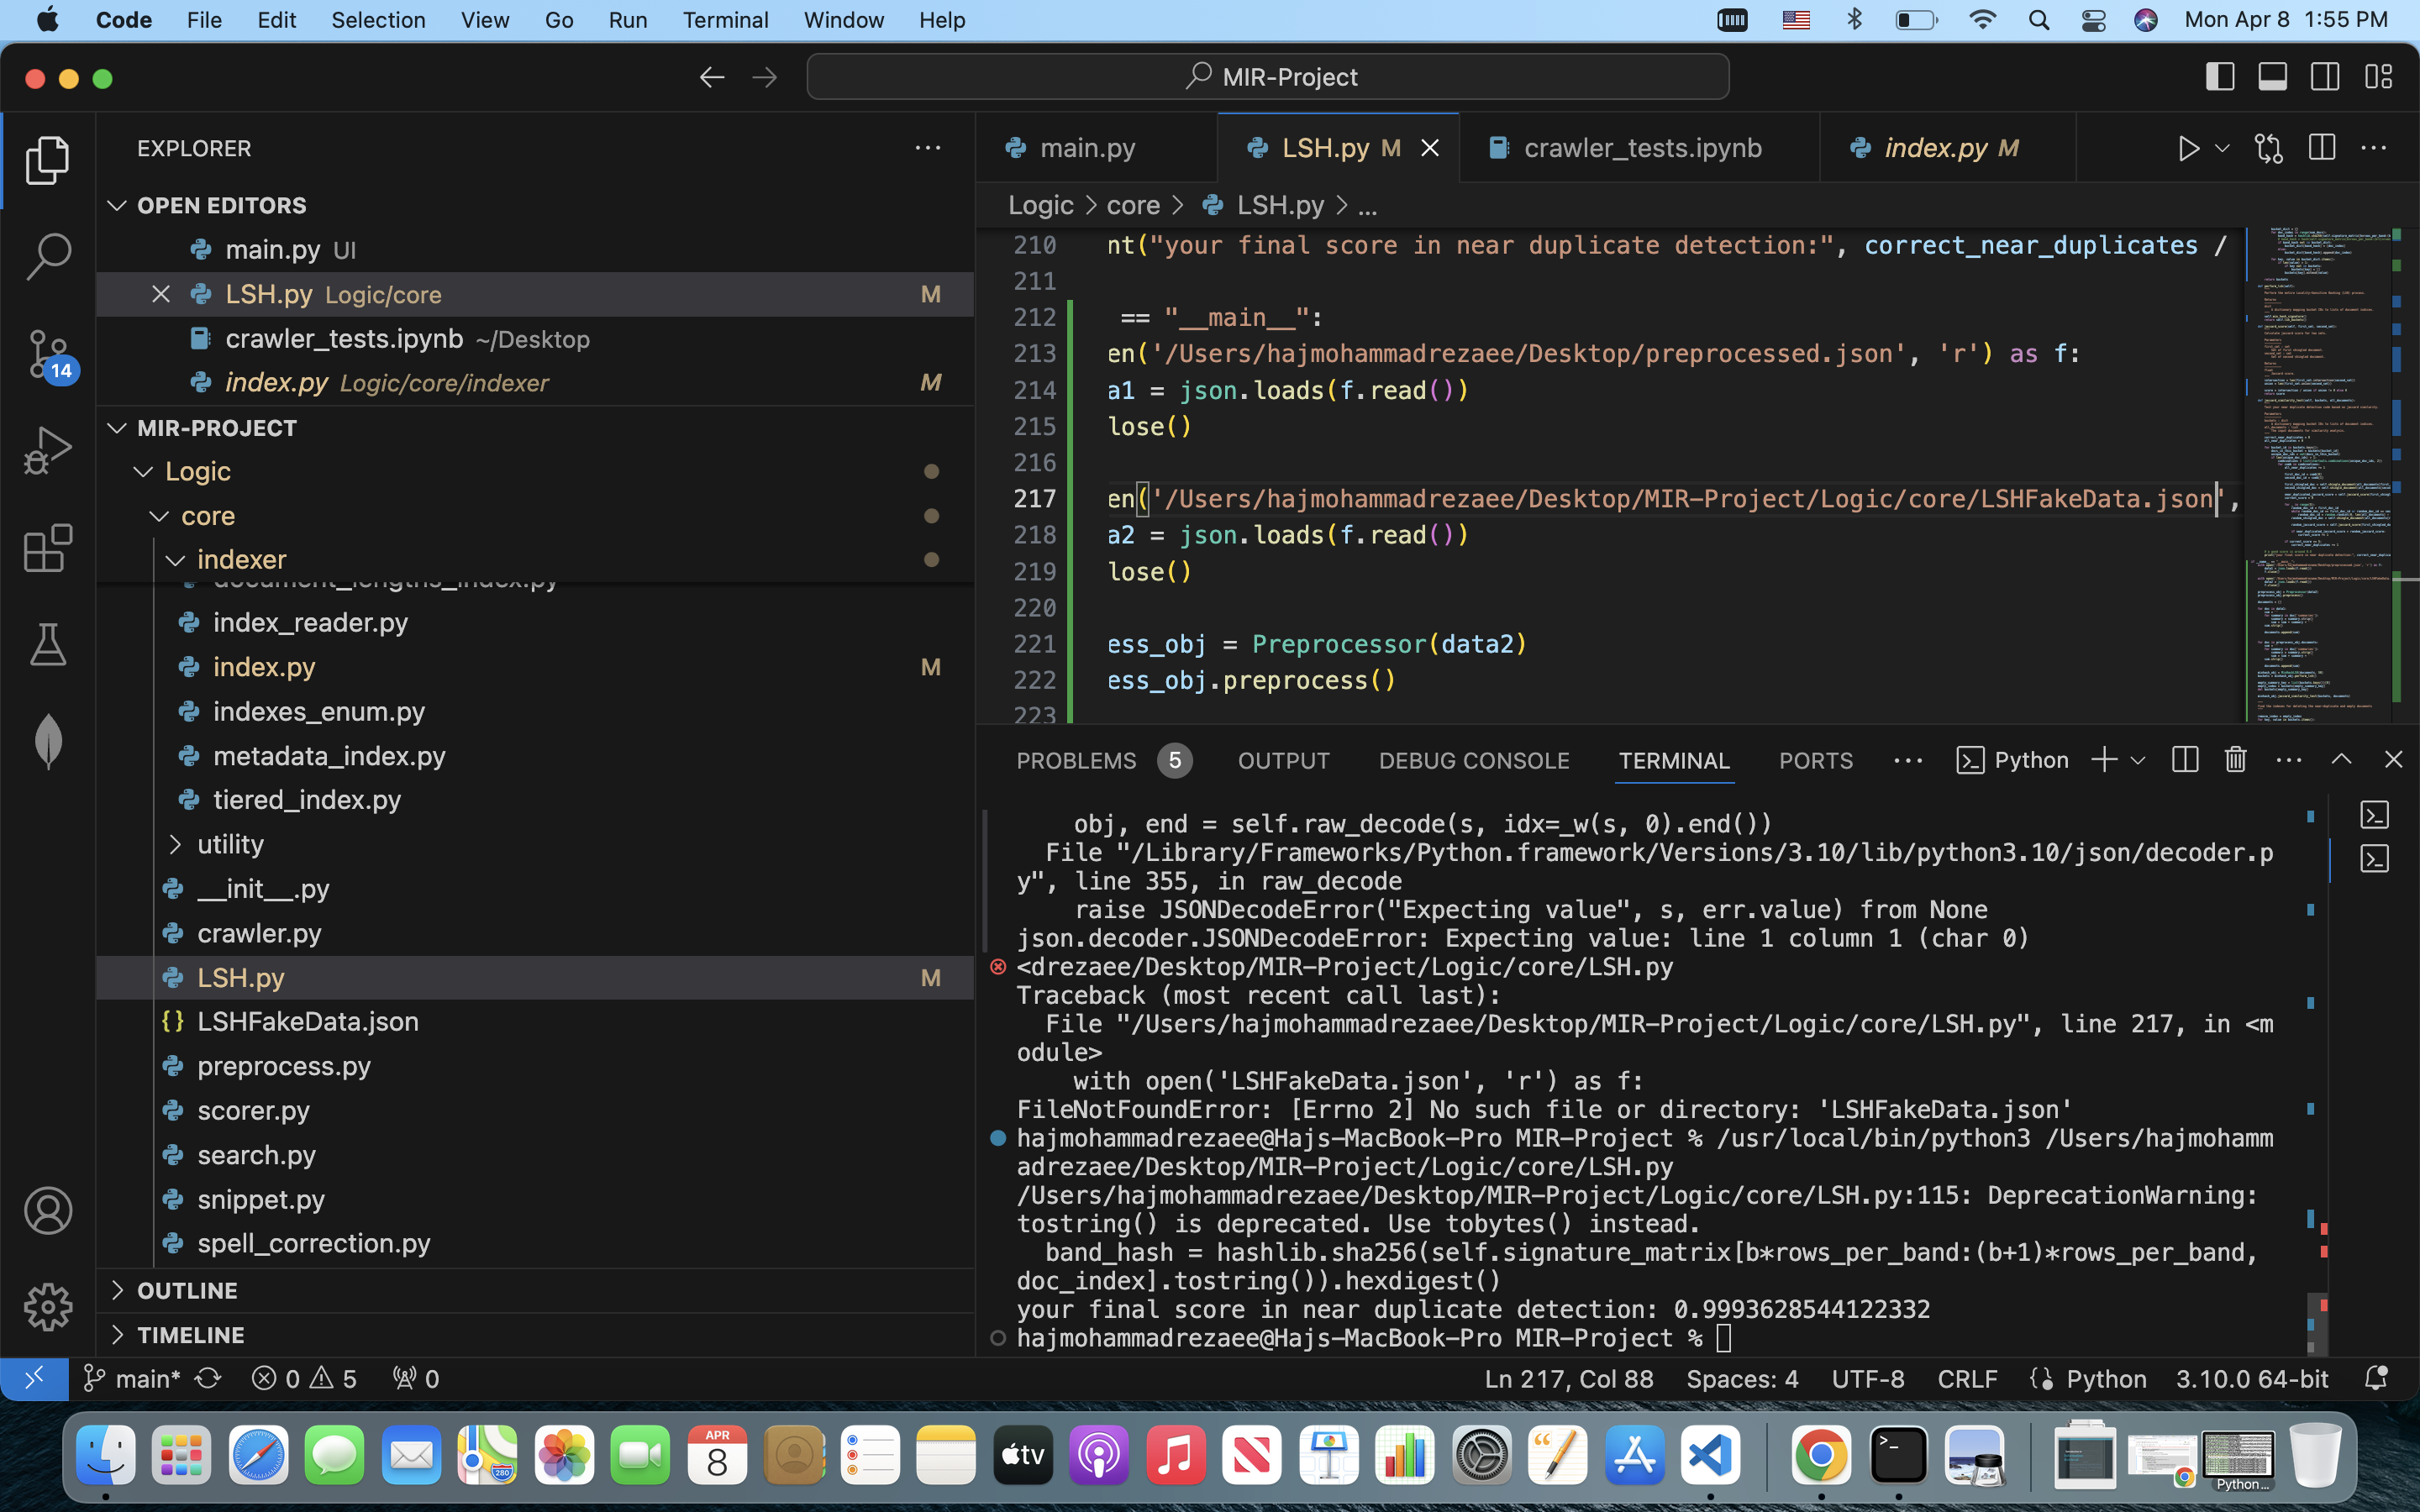 Code File Edit Selection View Go Run Terminal Window Help Mon Apr 8 1:55 PM
MIR-Project
EXPLORER
OPEN EDITORS
main.py UI
LSH.py Logic/core M
crawler_tests.ipynb ~/Desktop
index.py Logic/core/indexer M
14
MIR-PROJECT
Logic
core
indexer
document_lengths_index.py
index_reader.py
index.py M
indexes_enum.py
metadata_index.py
tiered_index.py
utility
__init__.py
crawler.py
LSH.py M
LSHFakeData.json
preprocess.py
scorer.py
search.py
snippet.py
spell_correction.py
OUTLINE
TIMELINE
main.py LSH.py M crawler_tests.ipynb index.py M
Logic > core > LSH.py > ...
210 nt("your final score in near duplicate detection:", correct_near_duplicates /
211
212 == "__main__":
213 en('/Users/hajmohammadrezaee/Desktop/preprocessed.json', 'r') as f:
214 a1 = json.loads(f.read())
215 lose()
216
217 en('/Users/hajmohammadrezaee/Desktop/MIR-Project/Logic/core/LSHFakeData.json',
218 a2 = json.loads(f.read())
219 lose()
220
221 ess_obj = Preprocessor(data2)
222 ess_obj.preprocess()
223
PROBLEMS 5 OUTPUT DEBUG CONSOLE TERMINAL PORTS ... Python
obj, end = self.raw_decode(s, idx=_w(s, 0).end())
File "/Library/Frameworks/Python.framework/Versions/3.10/lib/python3.10/json/decoder.p
y", line 355, in raw_decode
raise JSONDecodeError("Expecting value", s, err.value) from None
json.decoder.JSONDecodeError: Expecting value: line 1 column 1 (char 0)
<drezaee/Desktop/MIR-Project/Logic/core/LSH.py
Traceback (most recent call last):
File "/Users/hajmohammadrezaee/Desktop/MIR-Project/Logic/core/LSH.py", line 217, in <m
odule>
with open('LSHFakeData.json', 'r') as f:
FileNotFoundError: [Errno 2] No such file or directory: 'LSHFakeData.json'
hajmohammadrezaee@Hajs-MacBook-Pro MIR-Project % /usr/local/bin/python3 /Users/hajmohamm
adrezaee/Desktop/MIR-Project/Logic/core/LSH.py
/Users/hajmohammadrezaee/Desktop/MIR-Project/Logic/core/LSH.py:115: DeprecationWarning:
tostring() is deprecated. Use tobytes() instead.
band_hash = hashlib.sha256(self.signature_matrix[b*rows_per_band:(b+1)*rows_per_band,
doc_index].tostring()).hexdigest()
your final score in near duplicate detection: 0.9993628544122332
hajmohammadrezaee@Hajs-MacBook-Pro MIR-Project %
main* 0 5 0 Ln 217, Col 88 Spaces: 4 UTF-8 CRLF Python 3.10.0 64-bit
280
APR
8
tv
Python...